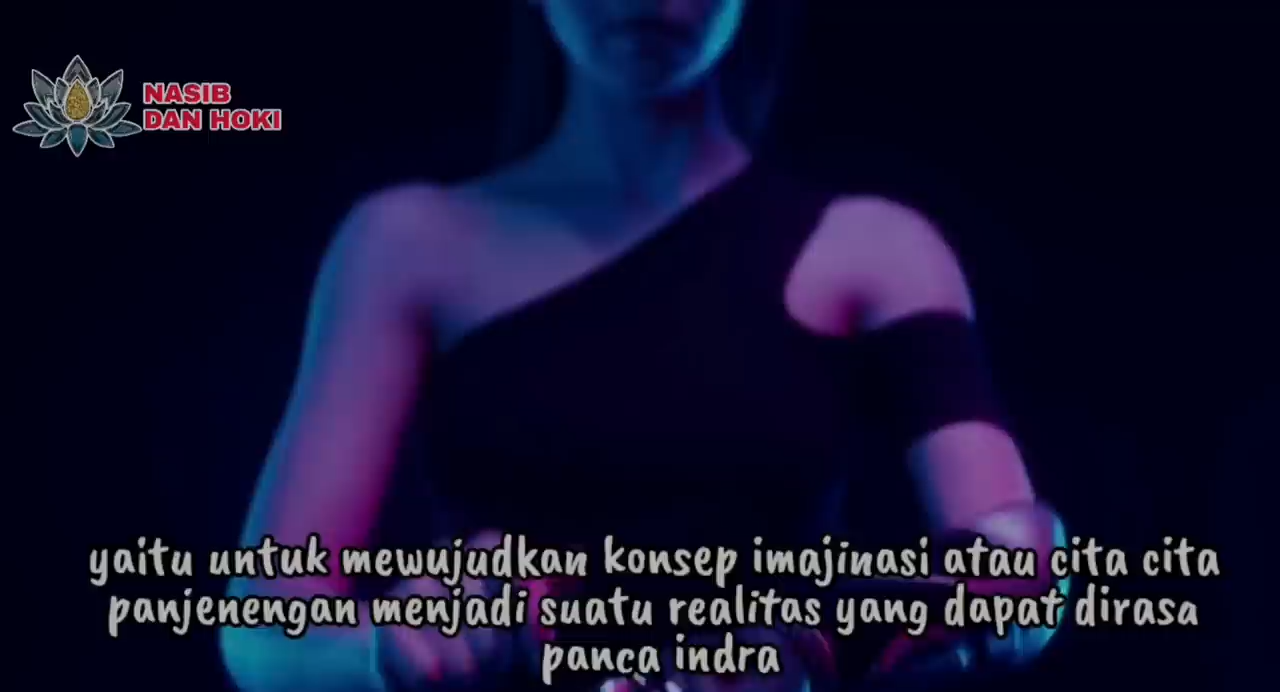 NASIB
DAN HOKI
yaitu untuk mewujudkan konsep imajinasi atau cita cita
panjenengan menjadi suatu realitas yang dapat dirasa
panca indra